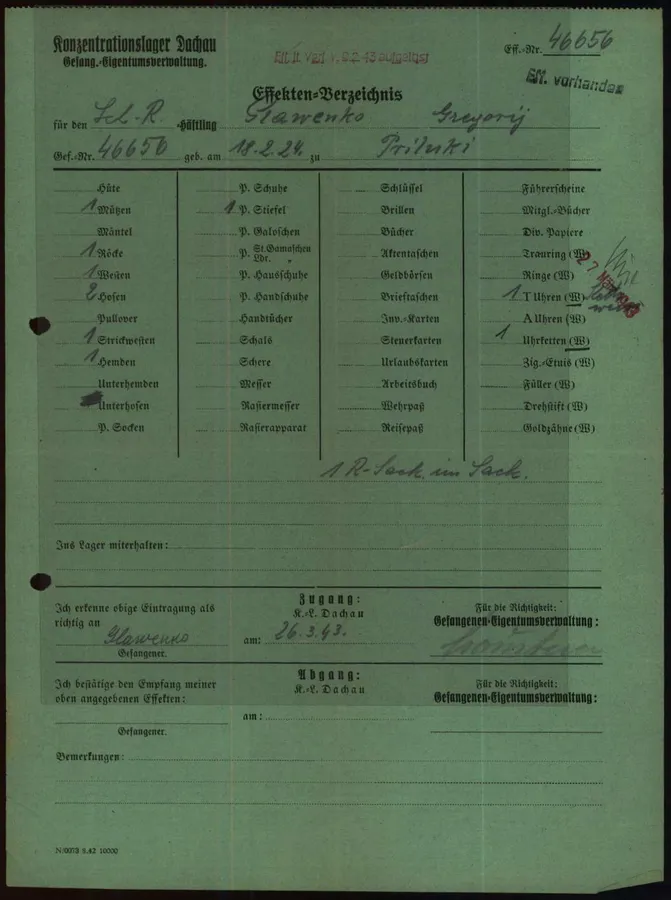 Konzentrationslager Dachau
Gefang.-Eigentumsverwaltung.
Eff.-Nr. 46656
Eff. vorhanden
Effekten-Verzeichnis
für den Sch.-R. -Häftling Slawenko Gregorij
Gef.-Nr. 46656 geb. am 18.2.24. zu Priluki
Hüte P. Schuhe Schlüssel Führerscheine
1 Mützen 1 P. Stiefel Brillen Mitgl.-Bücher
Mäntel P. Galoschen Bücher Div. Papiere
1 Röcke P. St.Gamaschen Ldr. " Aktentaschen Trauring (W)
1 Westen P. Hausschuhe Geldbörsen Ringe (W)
2 Hosen P. Handschuhe Brieftaschen 1 T Uhren (W)
Pullover Handtücher Inv.-Karten A Uhren (W)
1 Strickwesten Schals Steuerkarten 1 Uhrketten (W)
1 Hemden Schere Urlaubskarten Zig.-Etuis (W)
Unterhemden Messer Arbeitsbuch Füller (W)
Unterhosen Rasiermesser Wehrpaß Drehstift (W)
P. Socken Rasierapparat Reisepaß Goldzähne (W)
1 R-Sack im Sack.
Ins Lager miterhalten:
Ich erkenne obige Eintragung als
richtig an
Slawenko
Gefangener.
Zugang:
K.-L. Dachau
am: 26.3.43.
Für die Richtigkeit:
Gefangenen-Eigentumsverwaltung:
Ich bestätige den Empfang meiner
oben angegebenen Effekten:
Gefangener.
Abgang:
K.-L. Dachau
am:
Für die Richtigkeit:
Gefangenen-Eigentumsverwaltung:
Bemerkungen:
N/0073 8.42 10000